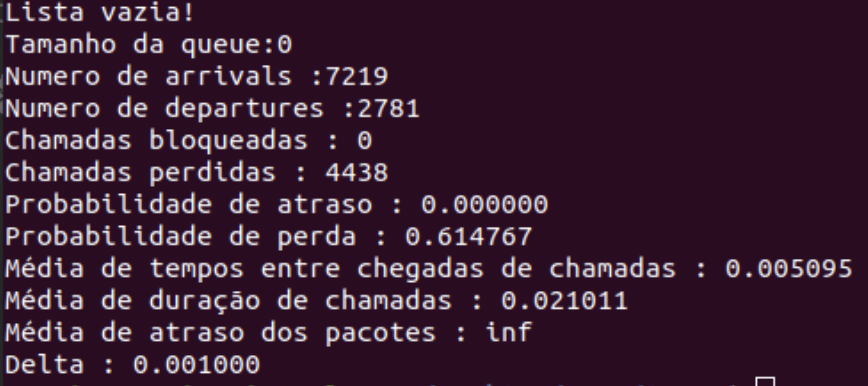 Lista vazia!
Tamanho da queue:0
Numero de arrivals :7219
Numero de departures :2781
Chamadas bloqueadas : 0
Chamadas perdidas : 4438
Probabilidade de atraso : 0.000000
Probabilidade de perda : 0.614767
Média de tempos entre chegadas de chamadas : 0.005095
Média de duração de chamadas : 0.021011
Média de atraso dos pacotes : inf
Delta : 0.001000